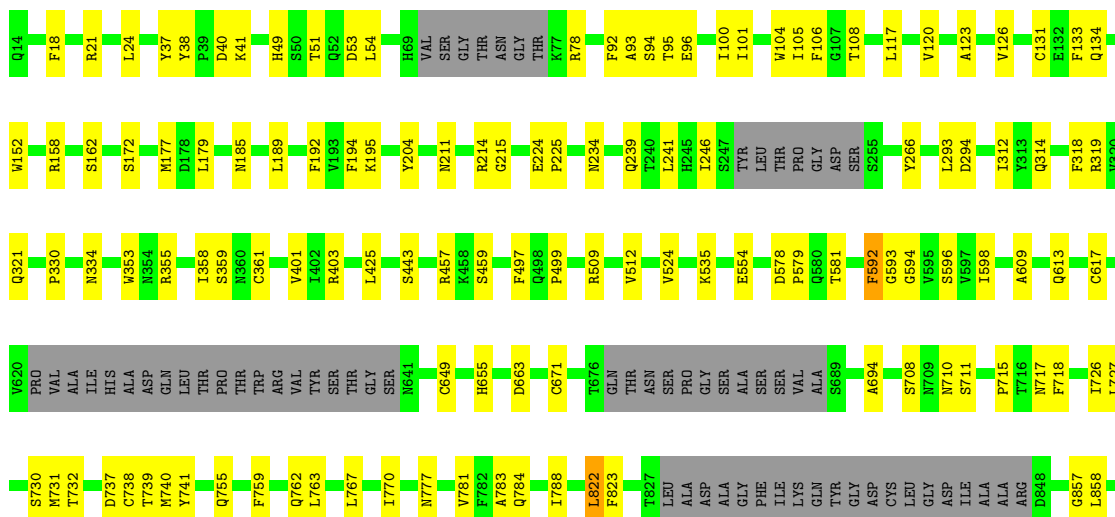 Q14 F18 R21 L24 Y37 Y38 P39 D40 K41 H49 S50 T51 Q52 D53 L54 H69 VAL SER GLY THR ASN GLY THR K77 R78 F92 A93 S94 T95 E96 I100 I101 W104 I105 F106 G107 T108 L117 V120 A123 V126 C131 E132 F133 Q134
W152 R158 S162 S172 M177 D178 L179 N185 L189 F192 V193 F194 K195 Y204 N211 R214 G215 E224 P225 N234 Q239 T240 L241 H245 I246 S247 TYR LEU THR PRO GLY ASP SER S255 Y266 L293 D294 I312 Y313 Q314 F318 R319 V320
Q321 P330 N334 W353 N354 R355 I358 S359 N360 C361 V401 I402 R403 L425 S443 R457 K458 S459 F497 Q498 P499 R509 V512 V524 K535 E554 D578 P579 Q580 T581 F592 G593 G594 V595 S596 V597 I598 A609 Q613 C617
V620 PRO VAL ALA ILE HIS ALA ASP GLN LEU THR PRO THR TRP ARG VAL TYR SER THR GLY SER N641 C649 H655 D663 C671 T676 GLN THR ASN SER PRO GLY SER ALA SER SER VAL ALA S689 A694 S708 N709 N710 S711 P715 T716 N717 F718 I726 L727
S730 M731 T732 D737 C738 T739 M740 Y741 Q755 F759 Q762 L763 L767 I770 N777 V781 F782 A783 Q784 I788 L822 F823 T827 LEU ALA ASP ALA GLY PHE ILE LYS GLN TYR GLY ASP CYS LEU GLY ASP ILE ALA ALA ARG D848 G857 L858